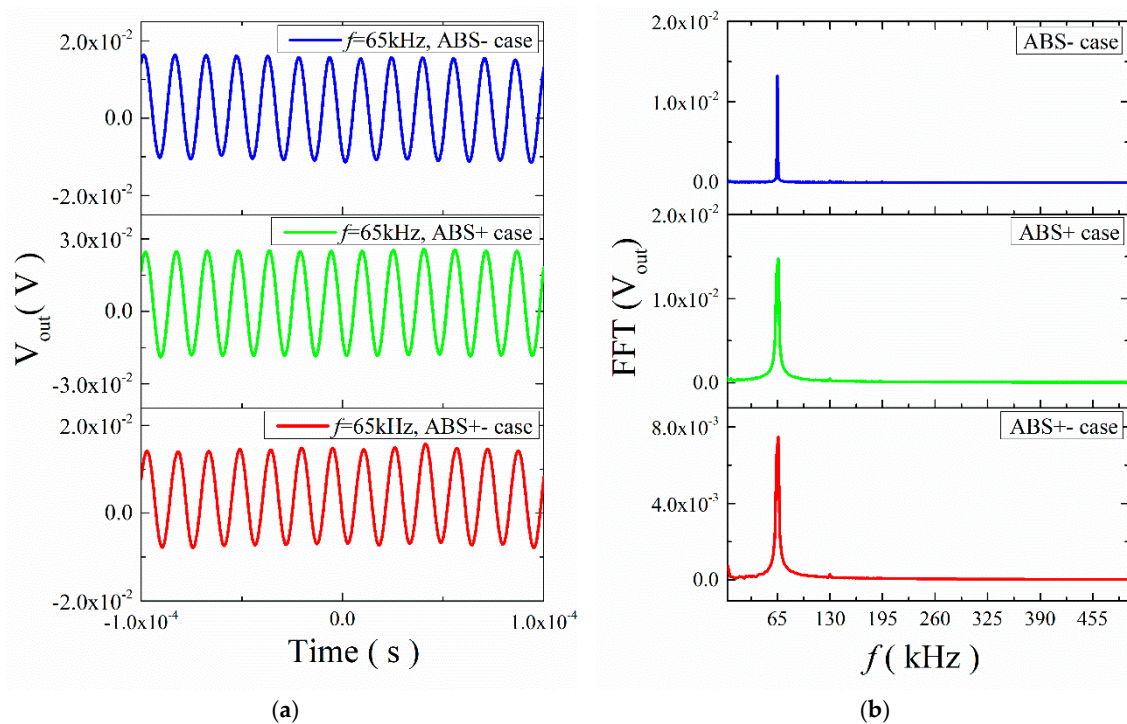 2.0x10⁻²
0.0
-2.0x10⁻²
f=65kHz, ABS- case
3.0x10⁻²
0.0
-3.0x10⁻²
f=65kHz, ABS+ case
2.0x10⁻²
0.0
-2.0x10⁻²
f=65kHz, ABS+- case
V_out( V)
-1.0x10⁻⁴ 0.0 1.0x10⁻⁴
Time ( s )
(a)
2.0x10⁻²
1.0x10⁻²
0.0
ABS- case
2.0x10⁻²
1.0x10⁻²
0.0
ABS+ case
8.0x10⁻³
4.0x10⁻³
0.0
ABS+- case
FFT (V_out)
65 130 195 260 325 390 455
f ( kHz)
(b)